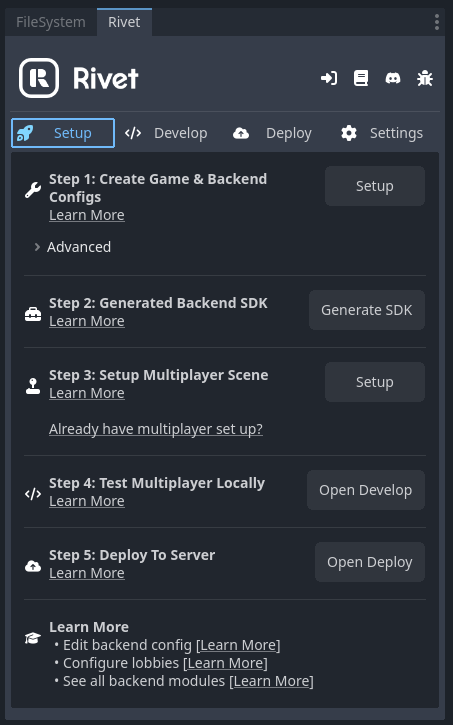 FileSystem Rivet
Rivet
Setup Develop Deploy Settings
Step 1: Create Game & Backend
Configs
Learn More
Setup
Advanced
Step 2: Generated Backend SDK
Learn More
Generate SDK
Step 3: Setup Multiplayer Scene
Learn More
Setup
Already have multiplayer set up?
Step 4: Test Multiplayer Locally
Learn More
Open Develop
Step 5: Deploy To Server
Learn More
Open Deploy
Learn More
• Edit backend config [Learn More]
• Configure lobbies [Learn More]
• See all backend modules [Learn More]